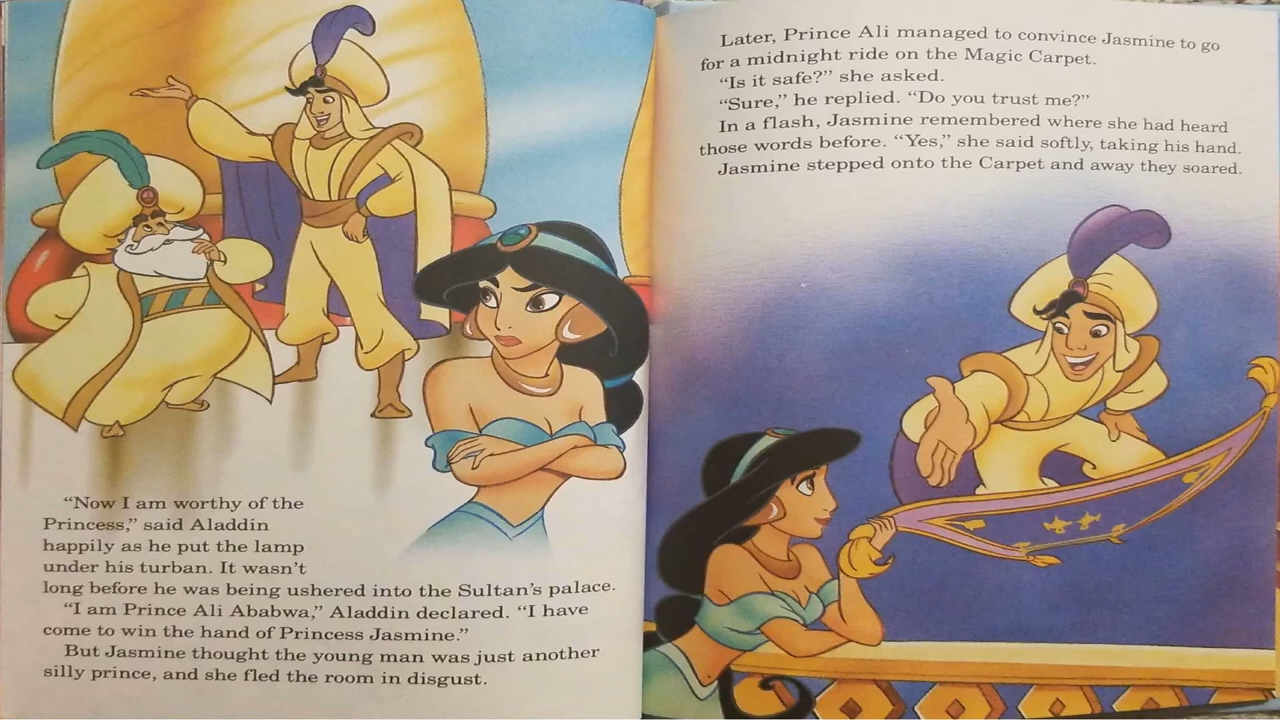 “Now I am worthy of the
Princess,” said Aladdin
happily as he put the lamp
under his turban. It wasn’t
long before he was being ushered into the Sultan’s palace.
“I am Prince Ali Ababwa,” Aladdin declared. “I have
come to win the hand of Princess Jasmine.”
But Jasmine thought the young man was just another
silly prince, and she fled the room in disgust.
Later, Prince Ali managed to convince Jasmine to go
for a midnight ride on the Magic Carpet.
“Is it safe?” she asked.
“Sure,” he replied. “Do you trust me?”
In a flash, Jasmine remembered where she had heard
those words before. “Yes,” she said softly, taking his hand.
Jasmine stepped onto the Carpet and away they soared.